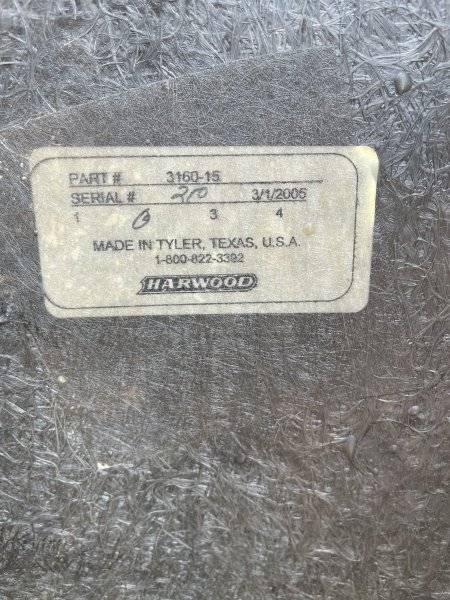 PART # 3160-15
SERIAL # 210 3/1/2006
1 3 4
MADE IN TYLER, TEXAS, U.S.A.
1-800-822-3392
HARWOOD